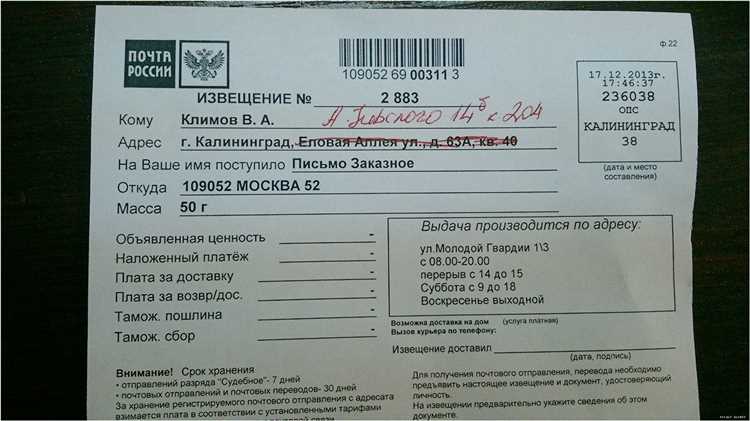 ф.22
ПОЧТА
РОССИИ
109052 69 00311 3
17.12.2013г.
17:46:37
236038
ОПС
КАЛИНИНГРАД
38
(дата и место
составления)
ИЗВЕЩЕНИЕ № 2 883
Кому Климов В. А.
А. Невского 14б к 204
Адрес г. Калининград, Еловая Аллея ул., д. 63А, кв. 40
На Ваше имя поступило Письмо Заказное
Откуда 109052 МОСКВА 52
Масса 50 г
Объявленная ценность -
Наложенный платёж -
Плата за доставку -
Плата за возвр/дос. -
Тамож. пошлина -
Тамож. сбор -
Выдача производится по адресу:
ул.Молодой Гвардии 1\3
с 08.00-20.00
перерыв с 14 до 15
Суббота с 9 до 18
Воскресенье выходной
Возможна доставка на дом (услуга платная)
Вызов курьера по телефону:
Извещение доставил
(дата, подпись)
Внимание! Срок хранения
• отправлений разряда "Судебное"- 7 дней
• почтовых отправлений и почтовых переводов- 30 дней
За хранение регистрируемого почтового отправления с адресата
взимается плата в соответствии с установленными тарифами
Для получения почтового отправления, перевода необходимо
предъявить настоящее извещение и документ, удостоверяющий
личность.
На извещении предварительно укажите сведения об этом
документе.